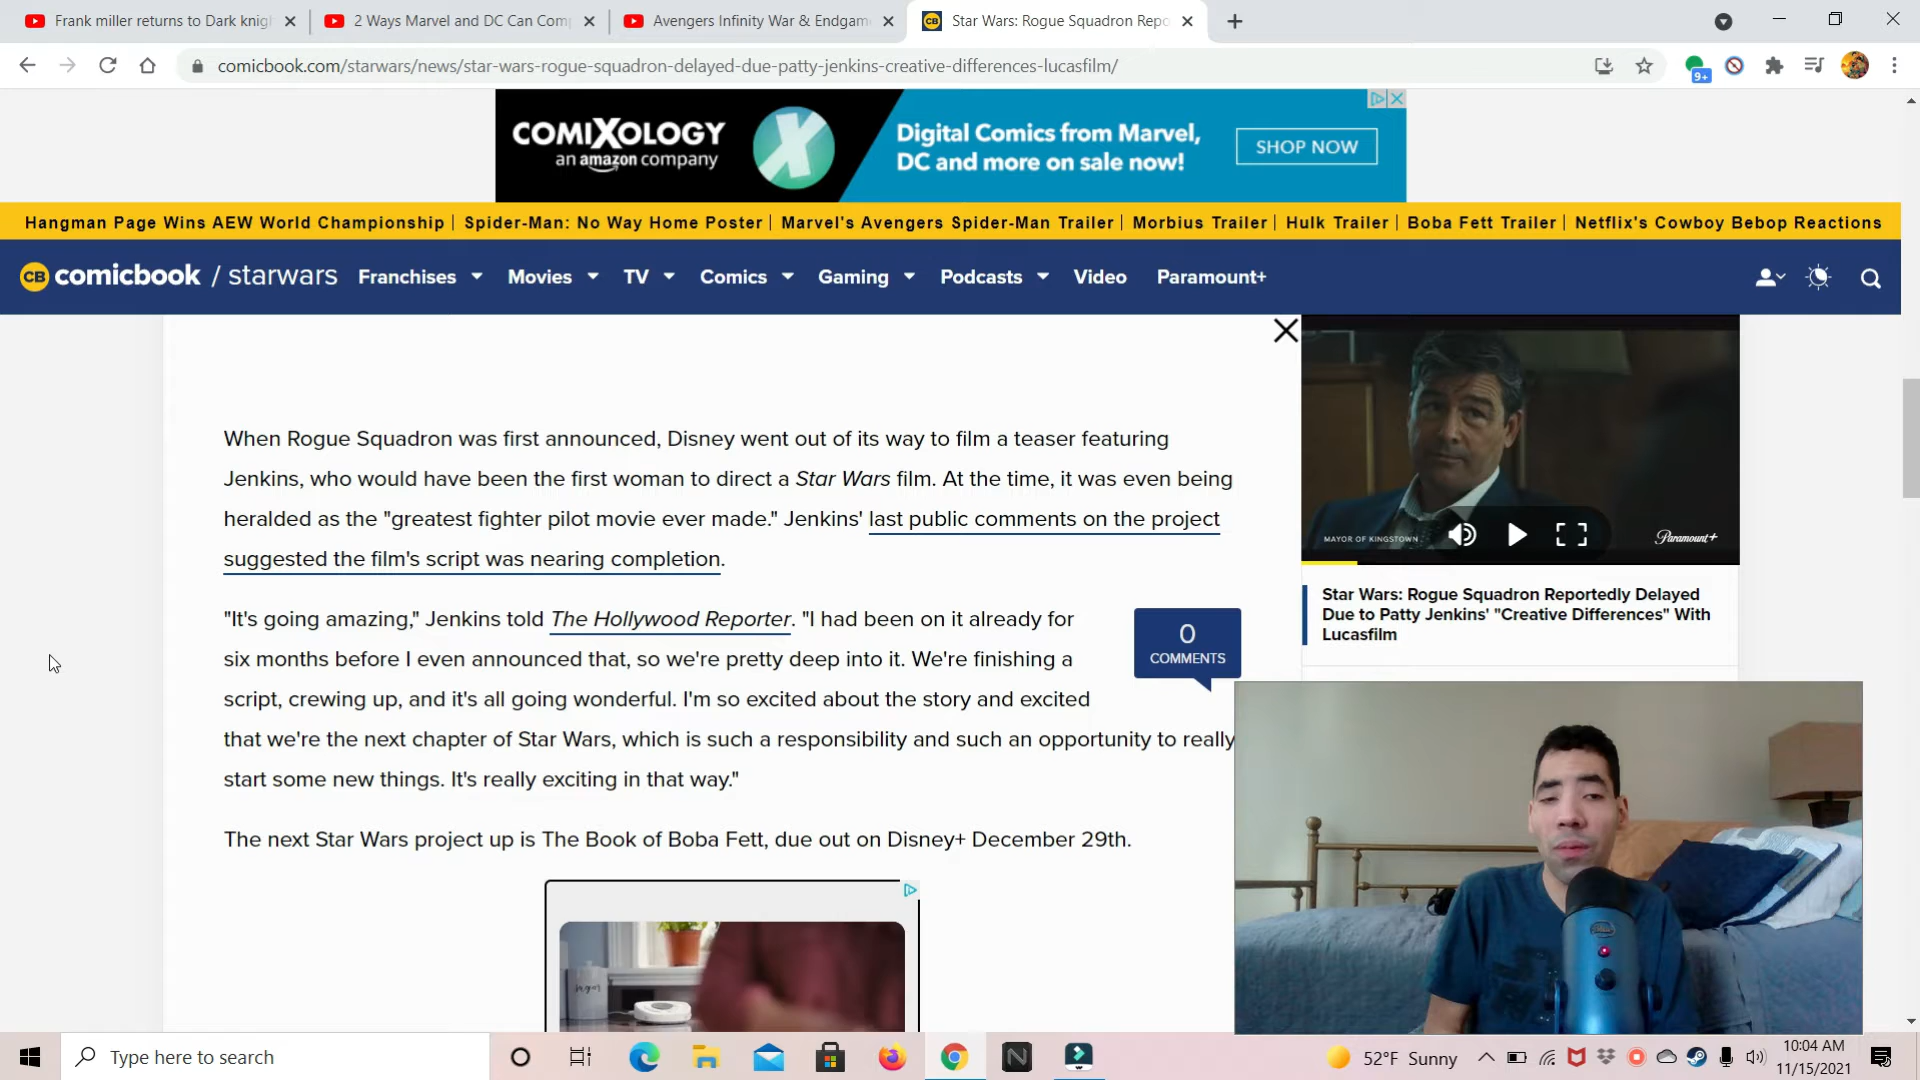 Frank miller returns to Dark knigh
2 Ways Marvel and DC Can Comp
Avengers Infinity War & Endgam
Star Wars: Rogue Squadron Repo
comicbook.com/starwars/news/star-wars-rogue-squadron-delayed-due-patty-jenkins-creative-differences-lucasfilm/
9+
COMIXOLOGY
an amazon company
Digital Comics from Marvel,
DC and more on sale now!
SHOP NOW
Hangman Page Wins AEW World Championship | Spider-Man: No Way Home Poster | Marvel's Avengers Spider-Man Trailer | Morbius Trailer | Hulk Trailer | Boba Fett Trailer | Netflix's Cowboy Bebop Reactions
CB comicbook / starwars Franchises Movies TV Comics Gaming Podcasts Video Paramount+
When Rogue Squadron was first announced, Disney went out of its way to film a teaser featuring
Jenkins, who would have been the first woman to direct a Star Wars film. At the time, it was even being
heralded as the "greatest fighter pilot movie ever made." Jenkins' last public comments on the project
suggested the film's script was nearing completion.
"It's going amazing," Jenkins told The Hollywood Reporter. "I had been on it already for
six months before I even announced that, so we're pretty deep into it. We're finishing a
script, crewing up, and it's all going wonderful. I'm so excited about the story and excited
that we're the next chapter of Star Wars, which is such a responsibility and such an opportunity to really
start some new things. It's really exciting in that way."
The next Star Wars project up is The Book of Boba Fett, due out on Disney+ December 29th.
0
COMMENTS
MAYOR OF KINGSTOWN
Paramount+
Star Wars: Rogue Squadron Reportedly Delayed
Due to Patty Jenkins' "Creative Differences" With
Lucasfilm
Type here to search
52°F Sunny
10:04 AM
11/15/2021